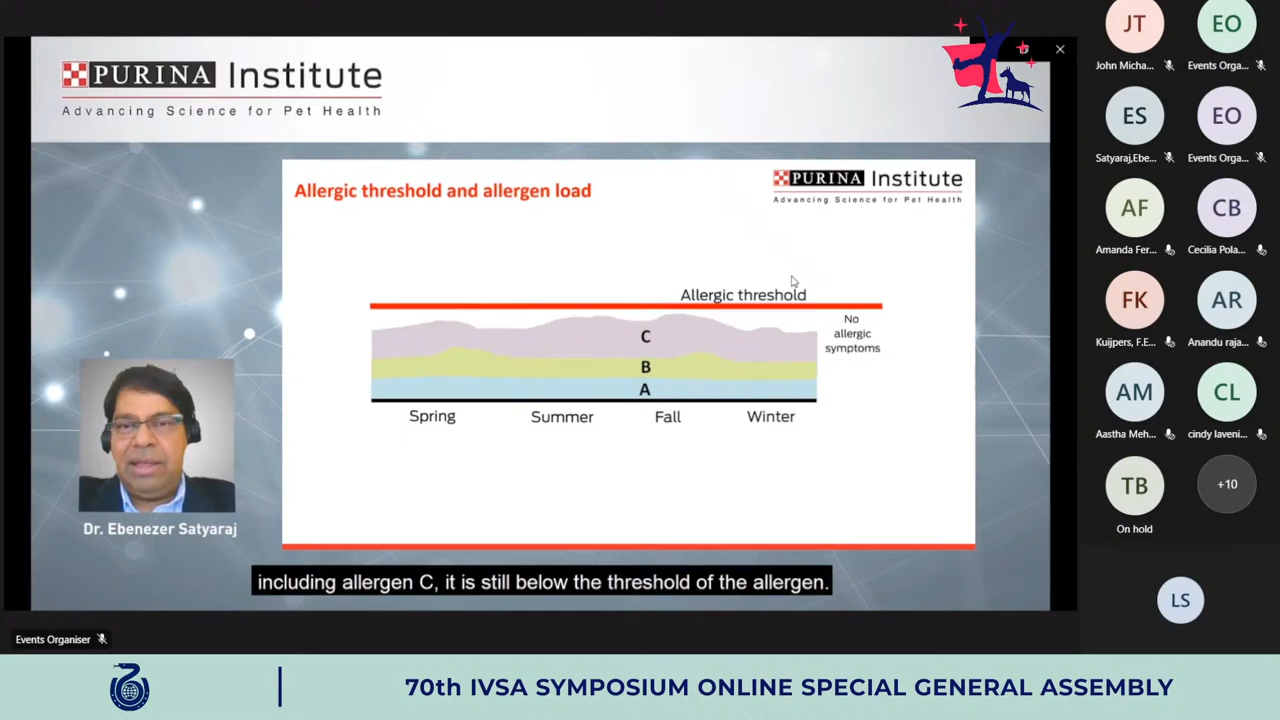 PURINA Institute
Advancing Science for Pet Health
Allergic threshold and allergen load
PURINA Institute
Advancing Science for Pet Health
Allergic threshold
No
allergic
symptoms
C
B
A
Spring Summer Fall Winter
Dr. Ebenezer Satyaraj
including allergen C, it is still below the threshold of the allergen.
Events Organiser
JT EO
John Micha... Events Orga...
ES EO
Satyaraj,Ebe... Events Orga...
AF CB
Amanda Fer... Cecilia Pola...
FK AR
Kuijpers, F.E... Anandu raja...
AM CL
Aastha Meh... cindy laveni...
TB +10
On hold
LS
70th IVSA SYMPOSIUM ONLINE SPECIAL GENERAL ASSEMBLY